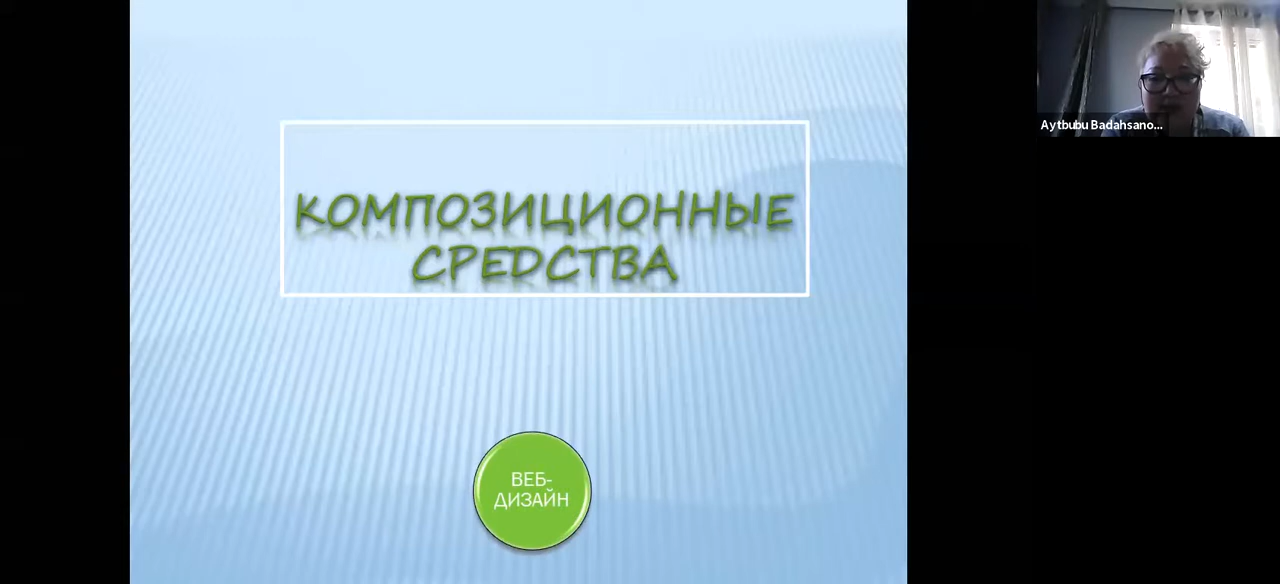 КОМПОЗИЦИОННЫЕ
СРЕДСТВА
ВЕБ-
ДИЗАЙН
Aytbubu Badahsano...